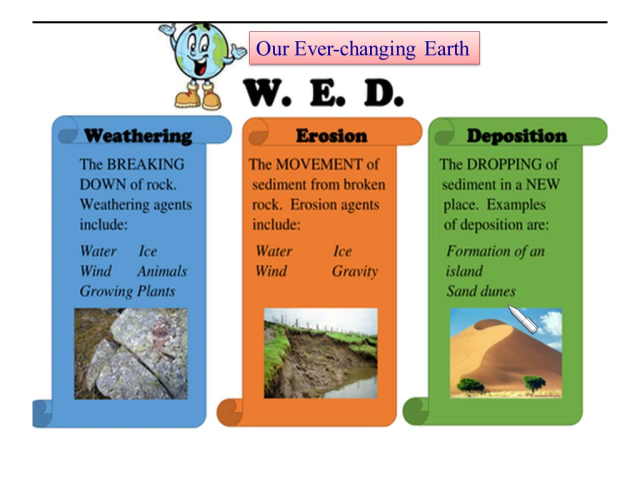 Our Ever-changing Earth
W. E. D.
Weathering
The BREAKING
DOWN of rock.
Weathering agents
include:
Water Ice
Wind Animals
Growing Plants
Erosion
The MOVEMENT of
sediment from broken
rock. Erosion agents
include:
Water Ice
Wind Gravity
Deposition
The DROPPING of
sediment in a NEW
place. Examples
of deposition are:
Formation of an
island
Sand dunes